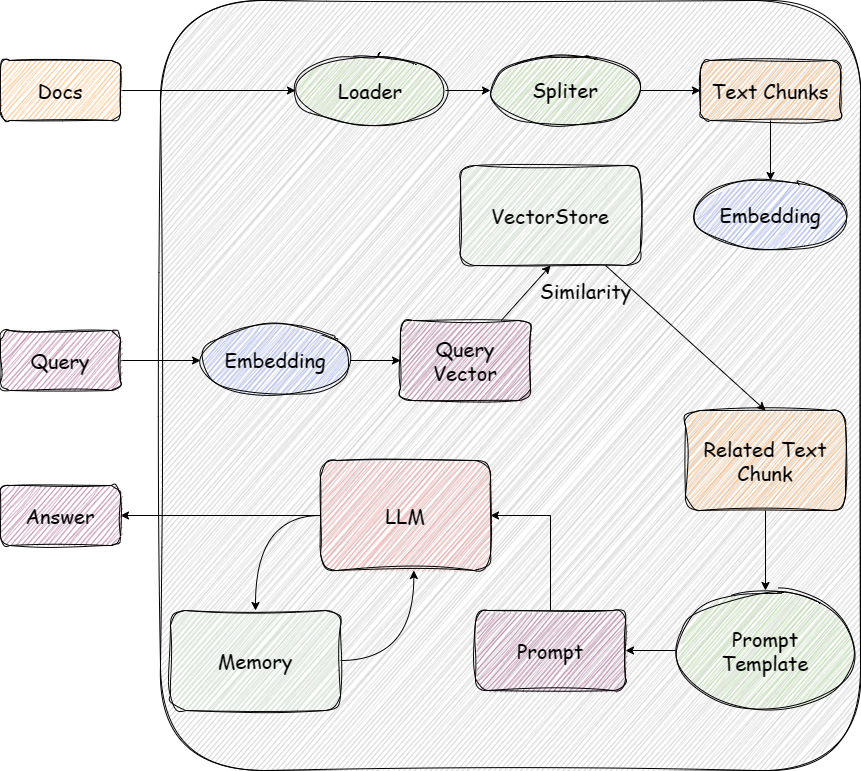 Docs
Loader
Spliter
Text Chunks
VectorStore
Embedding
Similarity
Query
Embedding
Query
Vector
Related Text
Chunk
Answer
LLM
Memory
Prompt
Prompt
Template